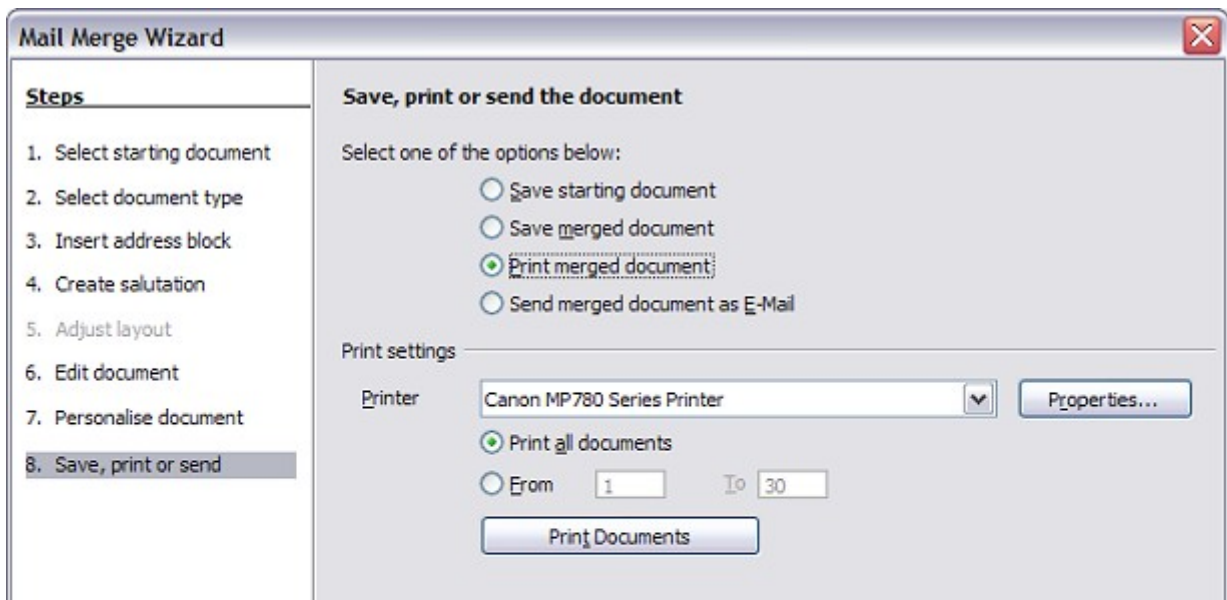 Mail Merge Wizard
Steps
1. Select starting document
2. Select document type
3. Insert address block
4. Create salutation
5. Adjust layout
6. Edit document
7. Personalise document
8. Save, print or send
Save, print or send the document
Select one of the options below:
Save starting document
Save merged document
Print merged document
Send merged document as E-Mail
Print settings
Printer Canon MP780 Series Printer Properties...
Print all documents
From 1 To 30
Print Documents